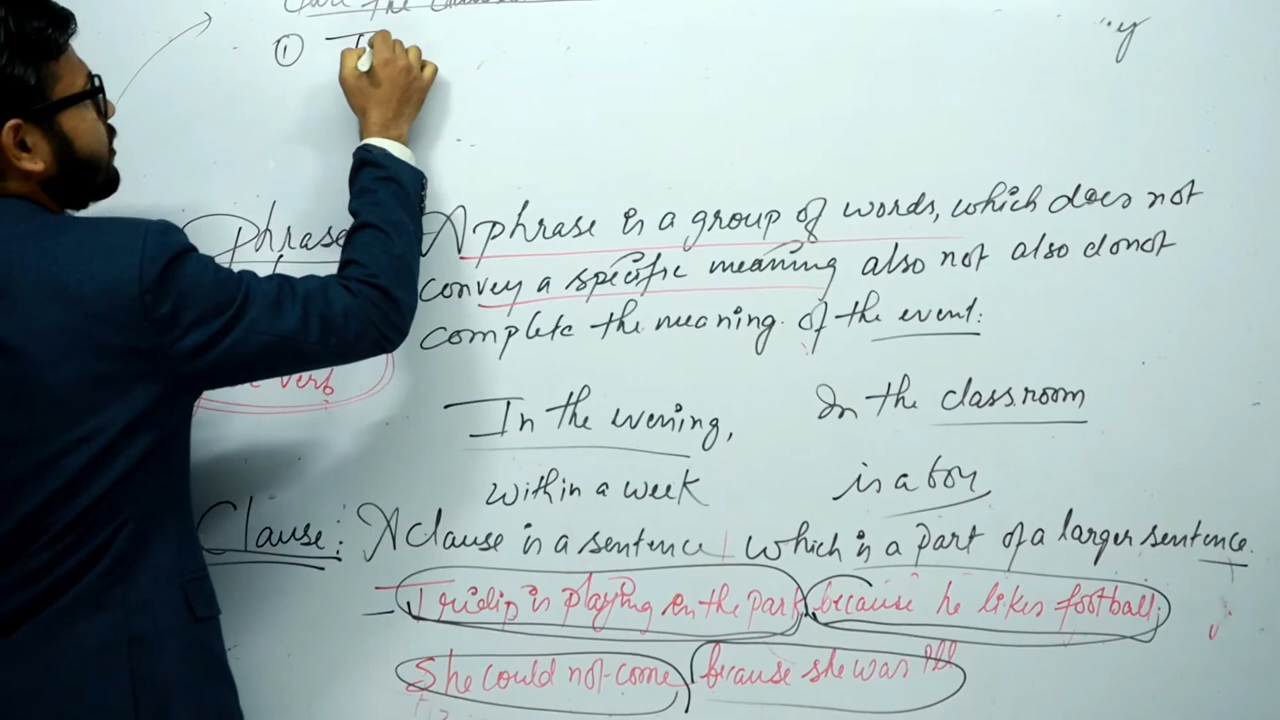 the
①
Phrase A phrase is a group of words, which does not
convey a specific meaning also not also donot
complete the meaning of the event:
verb
In the evening, In the classroom
within a week is a boy
Clause: A clause is a sentence which is a part of a larger sentence.
– Tridip is playing in the park because he likes football.
She could not come because she was ill